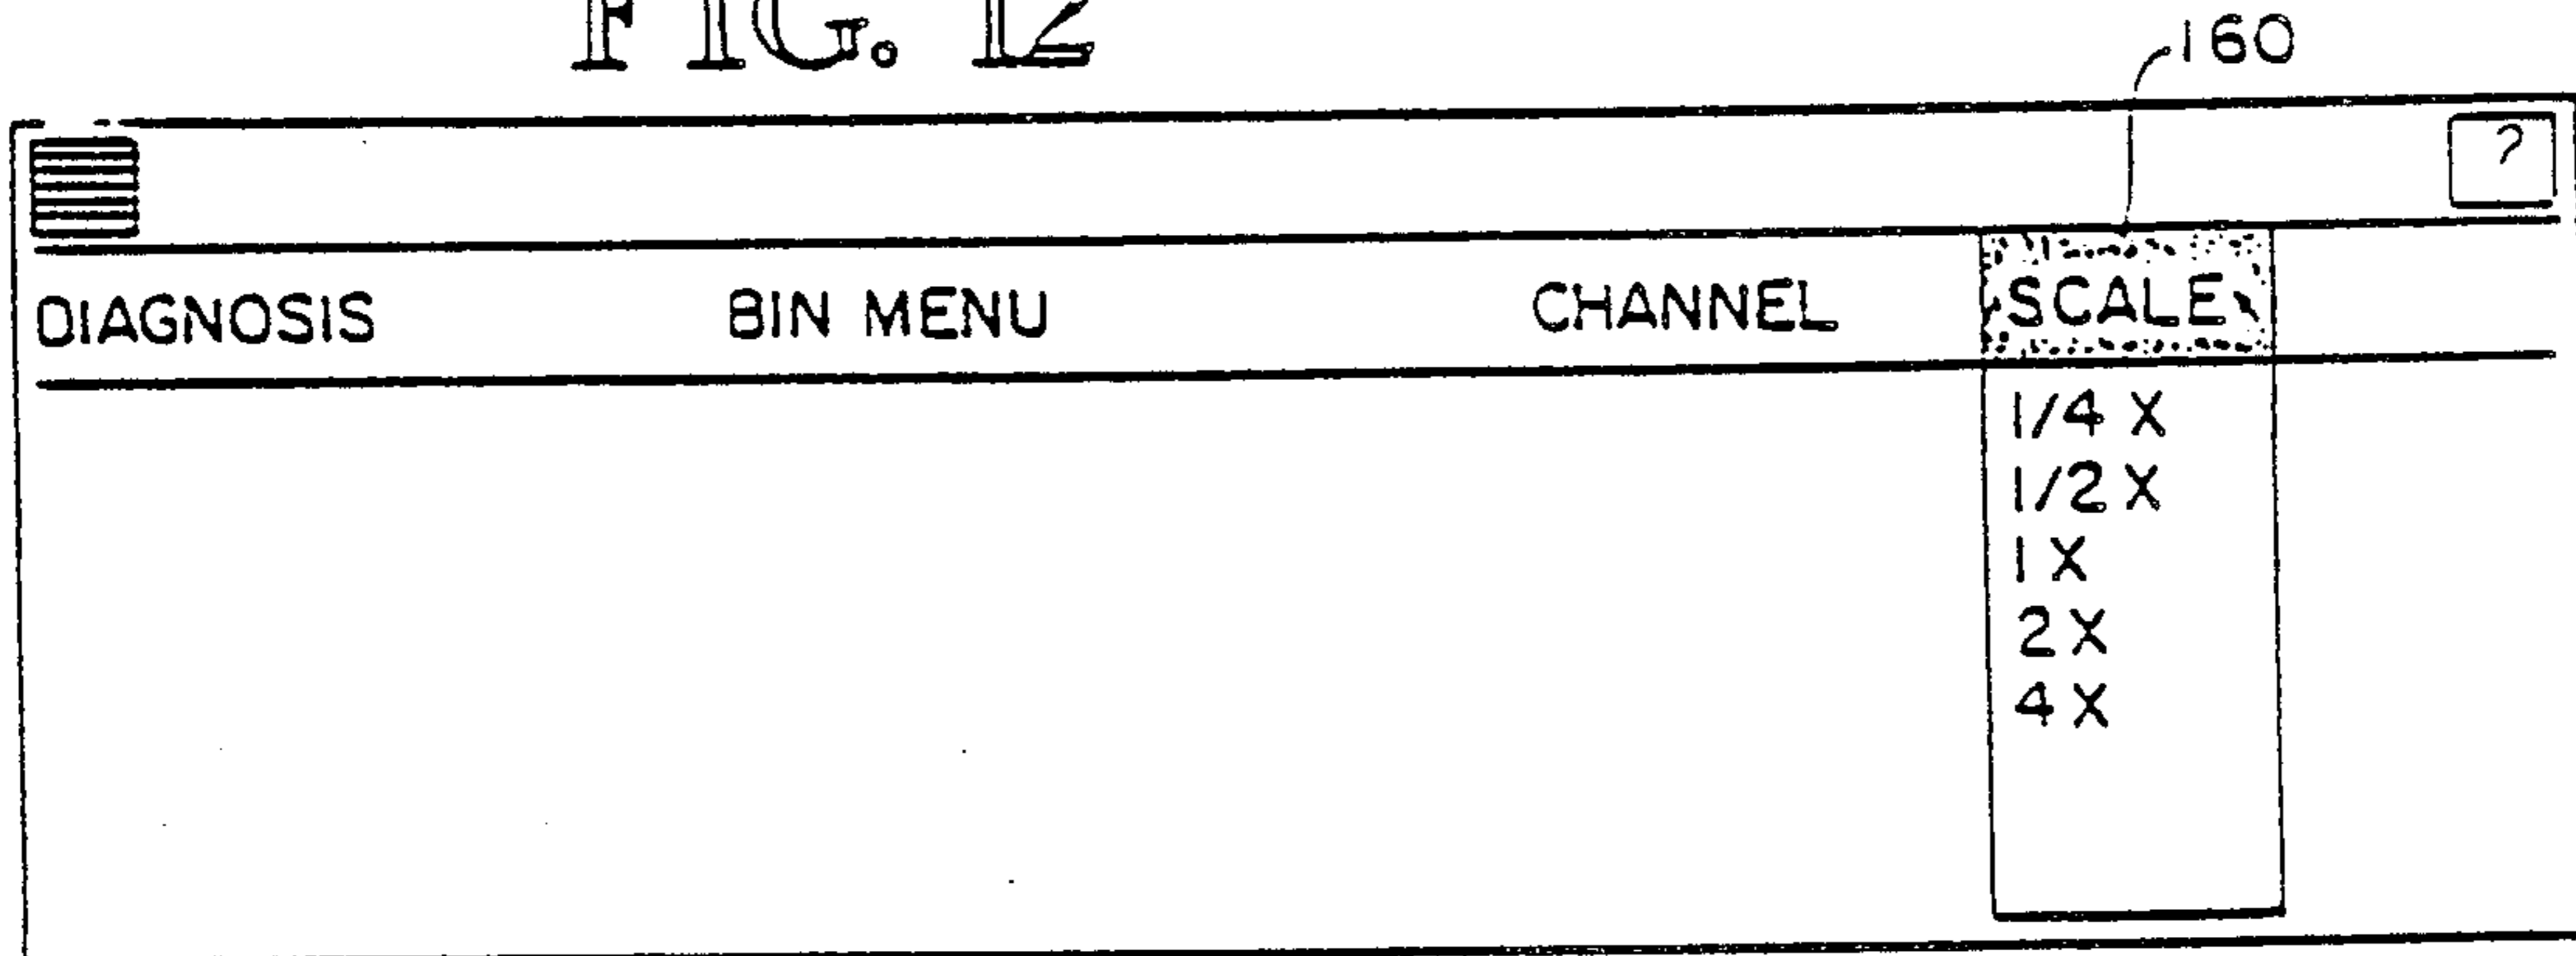 FIG. 12
160
?
DIAGNOSIS BIN MENU CHANNEL SCALE
1/4 X
1/2 X
1 X
2 X
4 X